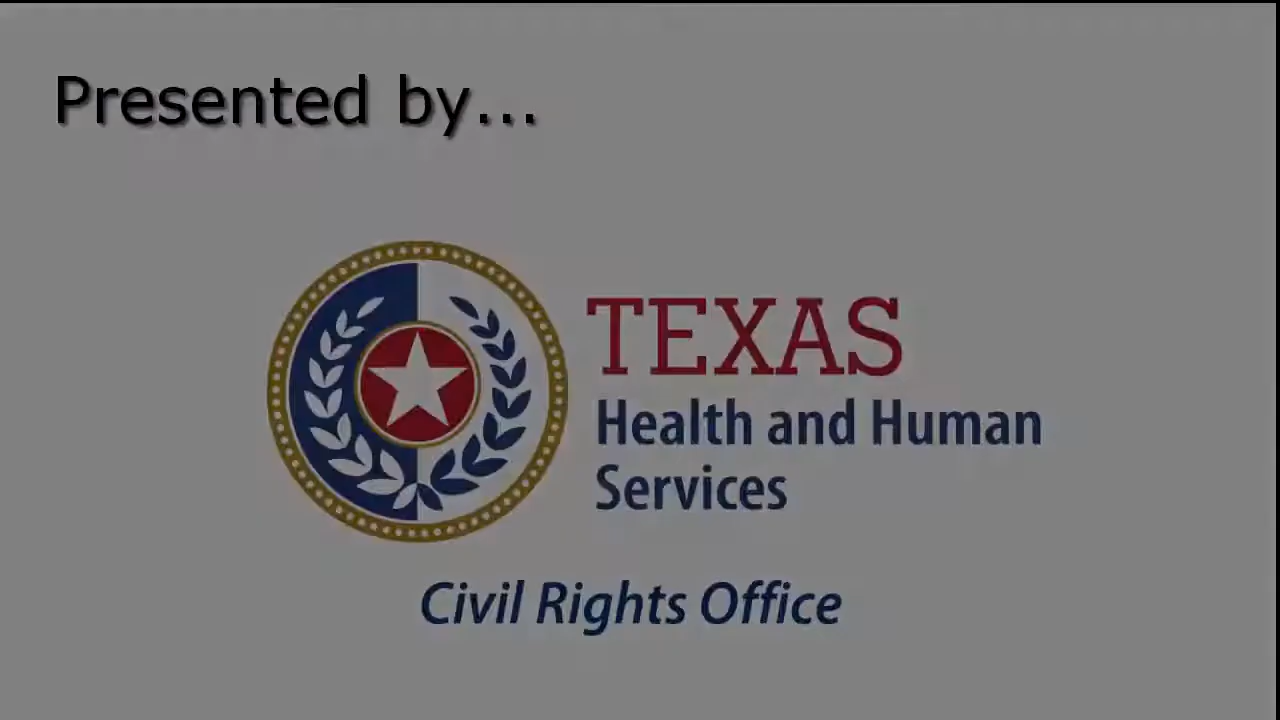 Presented by...
TEXAS
Health and Human
Services
Civil Rights Office